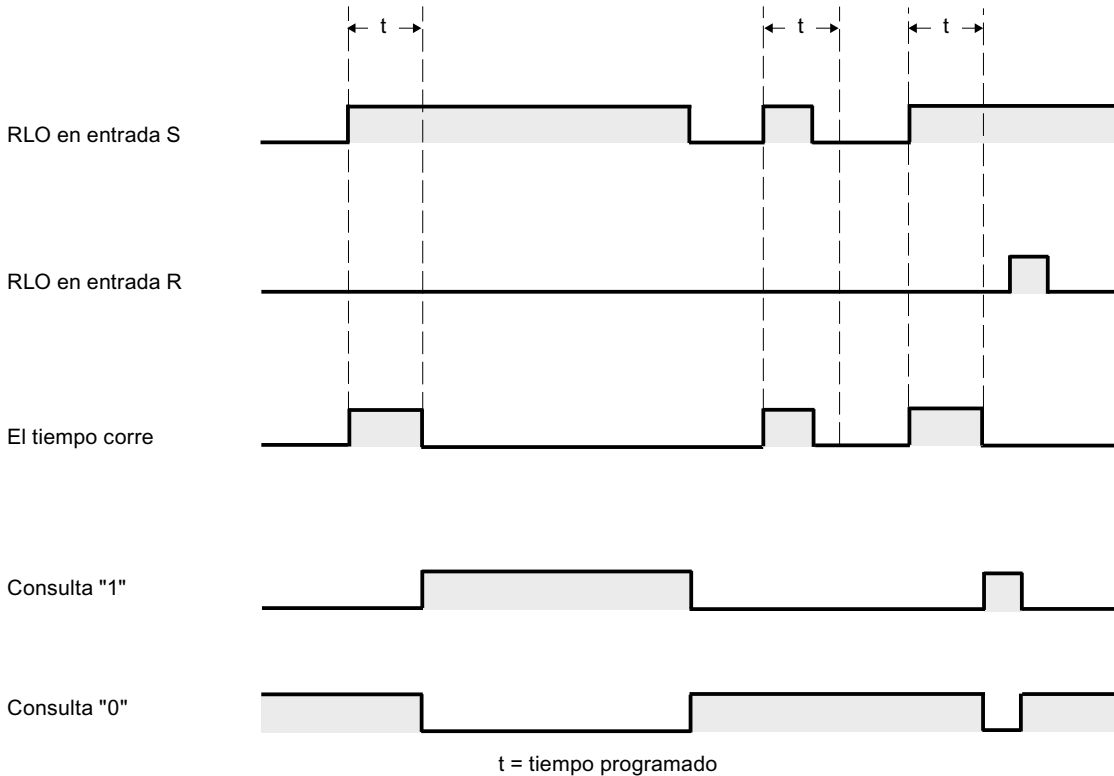 t t t
RLO en entrada S
RLO en entrada R
El tiempo corre
Consulta "1"
Consulta "0"
t = tiempo programado